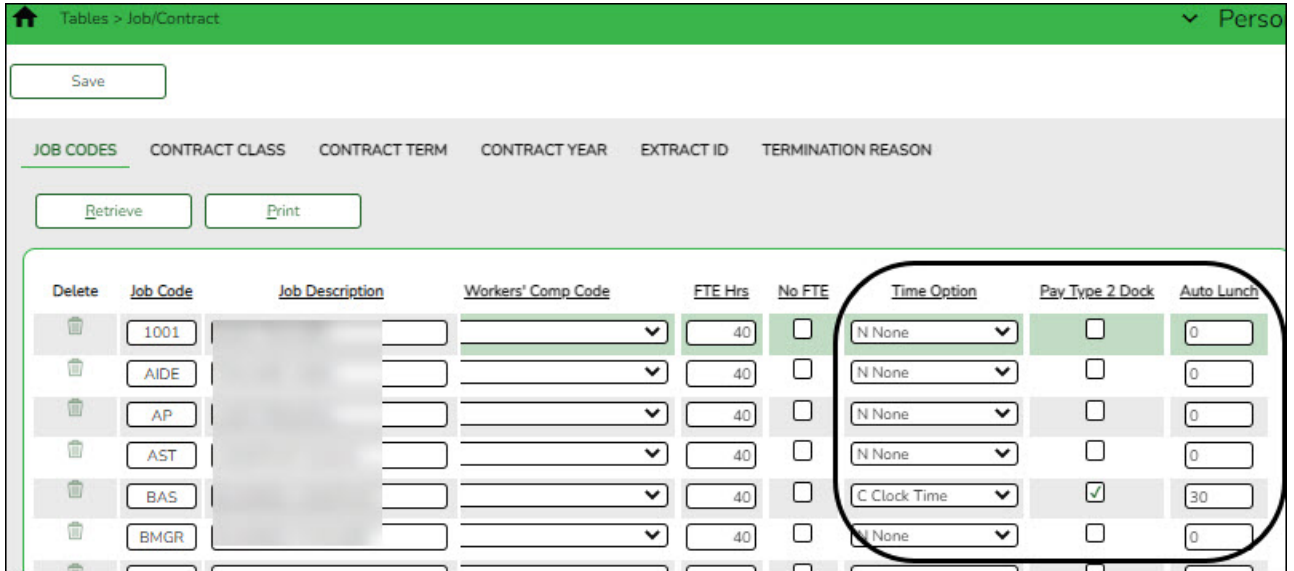 Tables > Job/Contract Perso
Save
JOB CODES CONTRACT CLASS CONTRACT TERM CONTRACT YEAR EXTRACT ID TERMINATION REASON
Retrieve Print
Delete Job Code Job Description Workers' Comp Code FTE Hrs No FTE Time Option Pay Type 2 Dock Auto Lunch
1001 40 N None 0
AIDE 40 N None 0
AP 40 N None 0
AST 40 N None 0
BAS 40 C Clock Time 30
BMGR 40 N None 0